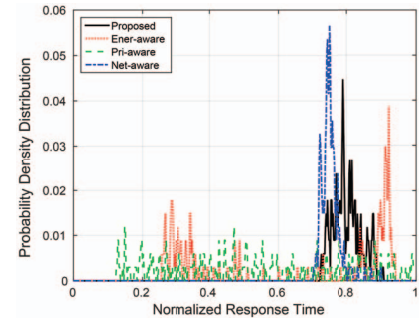 0.06
0.05
0.04
0.03
0.02
0.01
0
Probability Density Distribution
Proposed
Ener-aware
Pri-aware
Net-aware
0 0.2 0.4 0.6 0.8 1
Normalized Response Time